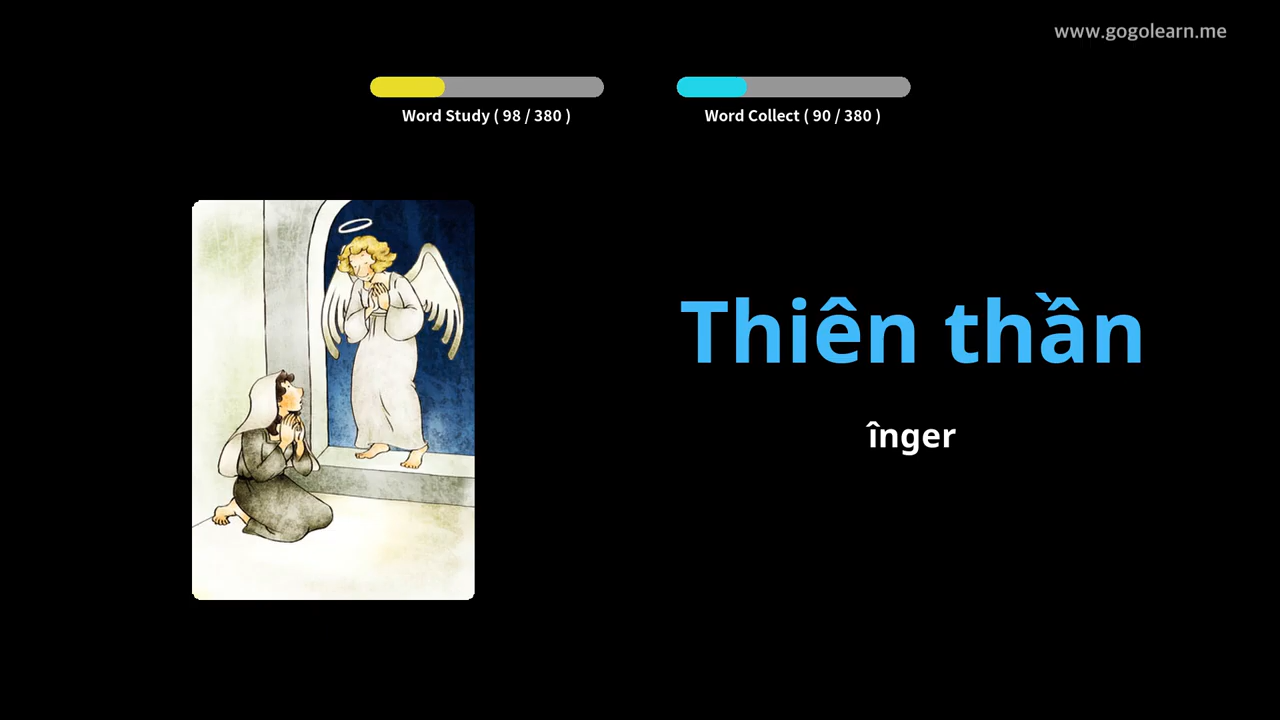 www.gogolearn.me
Word Study ( 98 / 380 )
Word Collect ( 90 / 380 )
Thiên thần
înger